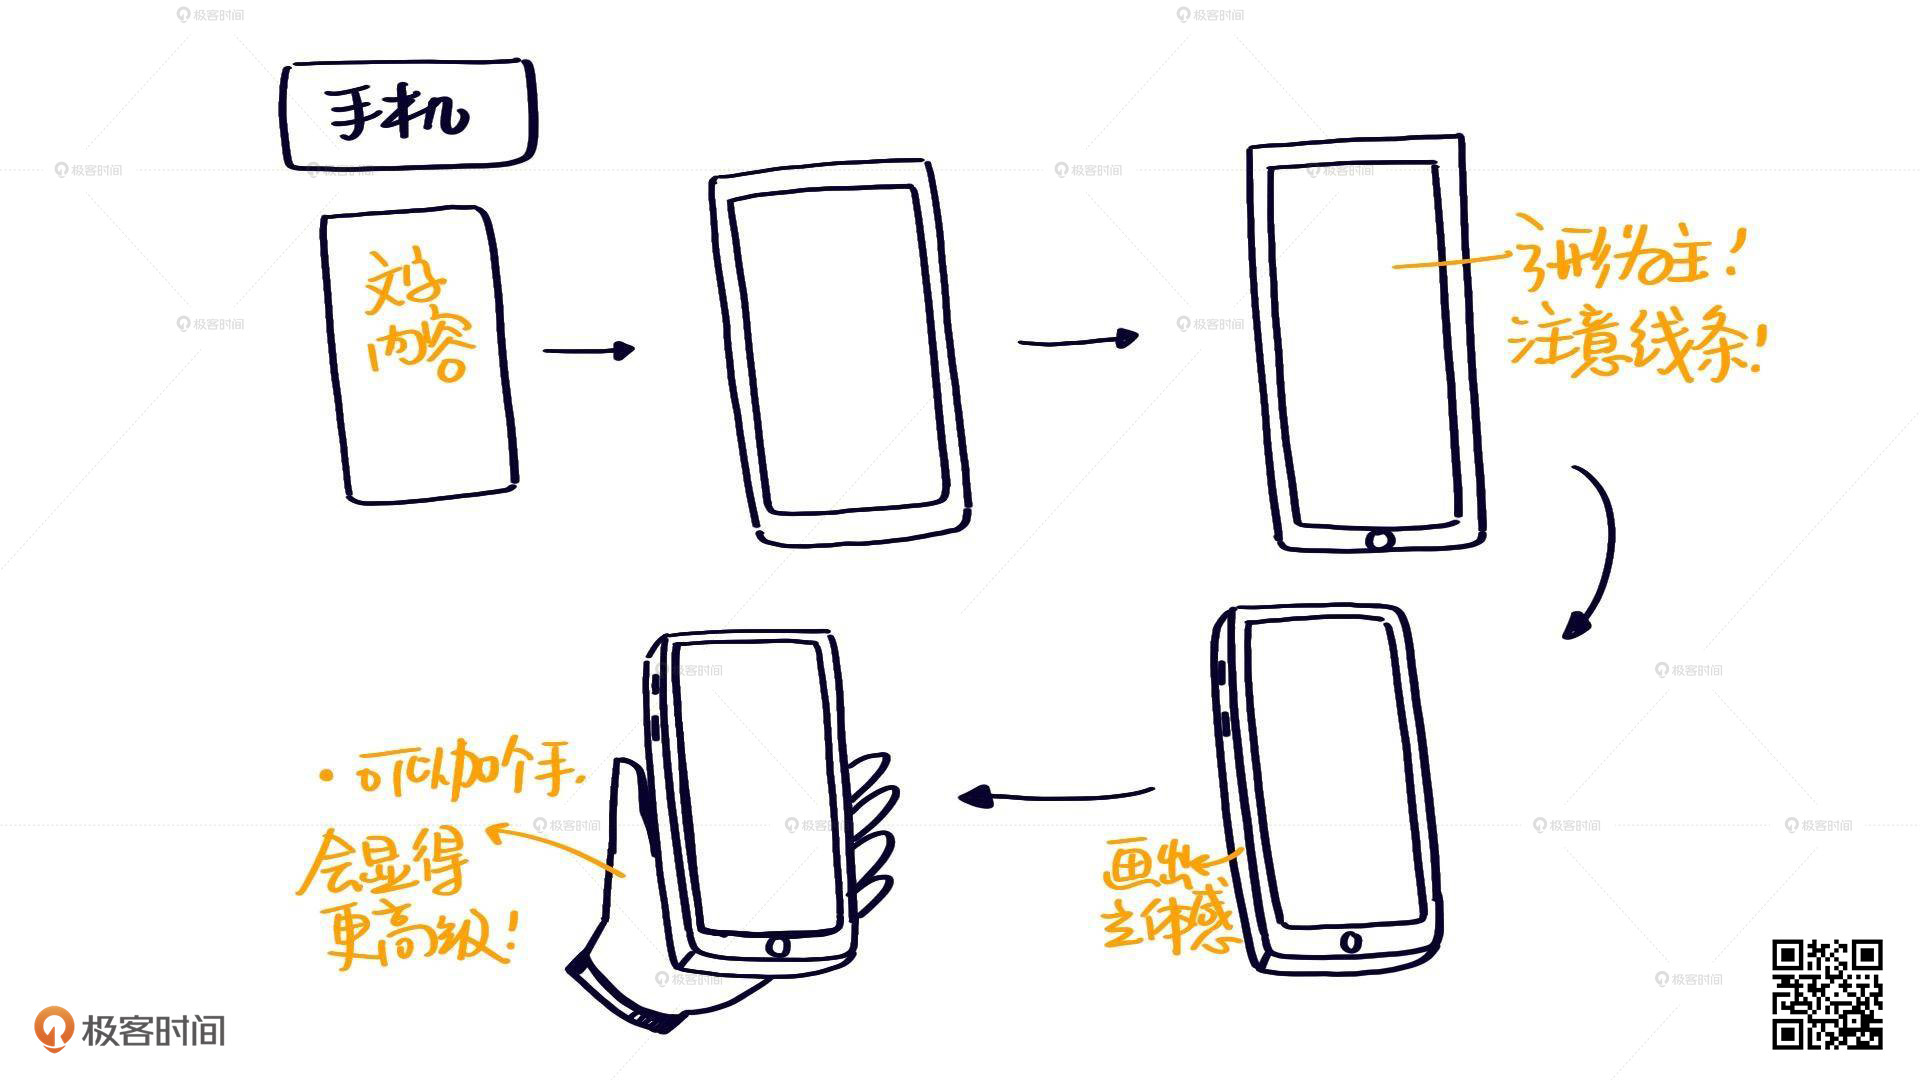 手机
文字
内容
引形为主！
注意线条！
画出
立体感
·可以加个手.
会显得
更高级！
极客时间